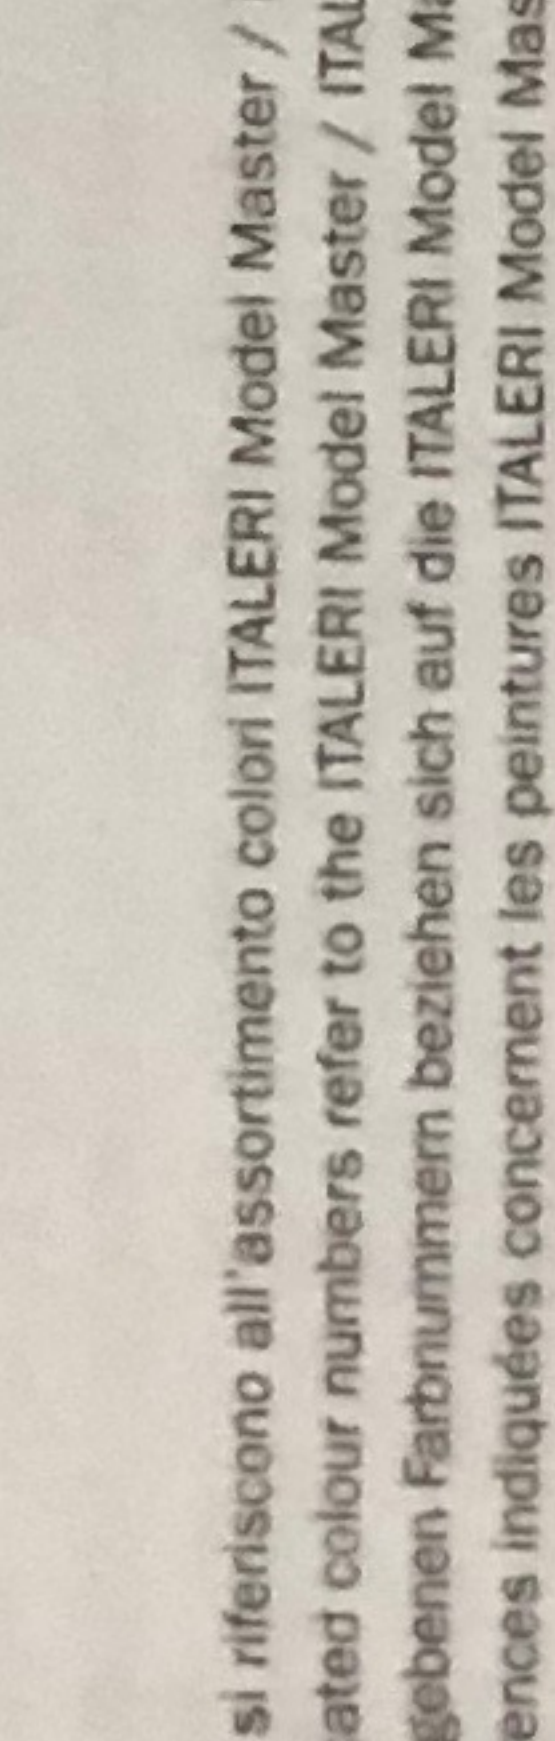 si riferiscono all'assortimento colori ITALERI Model Master /
ated colour numbers refer to the ITALERI Model Master / ITAL
gebenen Farbnummern beziehen sich auf die ITALERI Model Ma
ences indiquées concernent les peintures ITALERI Model Mas